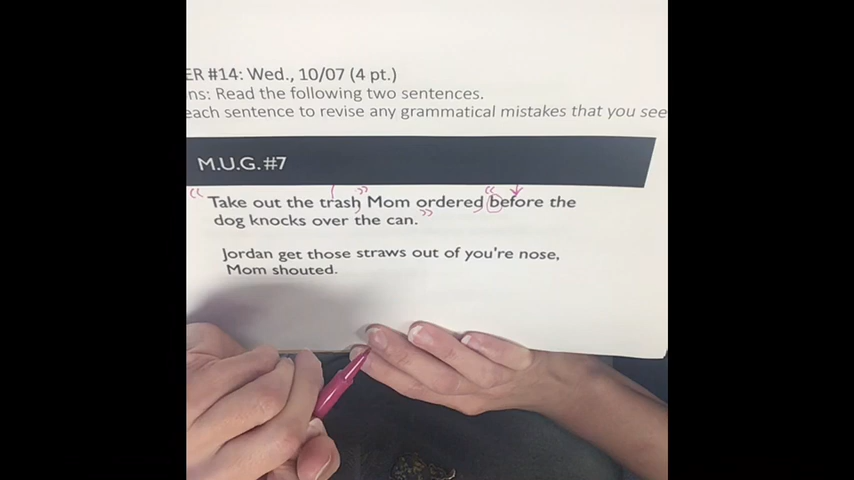 ER #14: Wed., 10/07 (4 pt.)
ns: Read the following two sentences.
each sentence to revise any grammatical mistakes that you see
M.U.G. #7
“Take out the trash,” Mom ordered, “before the
dog knocks over the can.”
Jordan get those straws out of you're nose,
Mom shouted.